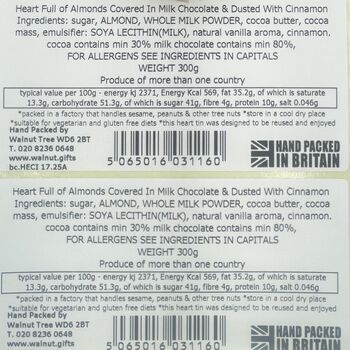 Heart Full of Almonds Covered In Milk Chocolate & Dusted With Cinnamon
Ingredients: sugar, ALMOND, WHOLE MILK POWDER, cocoa butter, cocoa
mass, emulsifier: SOYA LECITHIN(MILK), natural vanilla aroma, cinnamon.
cocoa contains min 30% milk chocolate contains min 80%,
FOR ALLERGENS SEE INGREDIENTS IN CAPITALS
WEIGHT 300g
Produce of more than one country
typical value per 100g - energy kj 2371, Energy Kcal 569, fat 35.2g, of which is saturate
13.3g, carbohydrate 51.3g, of which is sugar 41g, fibre 4g, protein 10g, salt 0.046g
*packed in a factory that handles sesame, peanuts & other tree nuts *store in a cool dry place
*suitable for vegetarian and gluten free diets *this heart tin was designed to be reused and enjoyed
Hand Packed by
Walnut Tree WD6 2BT
T. 020 8236 0648
www.walnut.gifts
bc.HECI 17.25A
5 065016 031160
HAND PACKED
IN BRITAIN
Heart Full of Almonds Covered In Milk Chocolate & Dusted With Cinnamon
Ingredients: sugar, ALMOND, WHOLE MILK POWDER, cocoa butter, cocoa
mass, emulsifier: SOYA LECITHIN(MILK), natural vanilla aroma, cinnamon.
cocoa contains min 30% milk chocolate contains min 80%,
FOR ALLERGENS SEE INGREDIENTS IN CAPITALS
WEIGHT 300g
Produce of more than one country
typical value per 100g - energy kj 2371, Energy Kcal 569, fat 35.2g, of which is saturate
13.3g, carbohydrate 51.3g, of which is sugar 41g, fibre 4g, protein 10g, salt 0.046g
*packed in a factory that handles sesame, peanuts & other tree nuts *store in a cool dry place
*suitable for vegetarian and gluten free diets *this heart tin was designed to be reused and enjoyed
Hand Packed by
Walnut Tree WD6 2BT
T. 020 8236 0648
www.walnut.gifts
5 065016 031160
HAND PACKED
IN BRITAIN